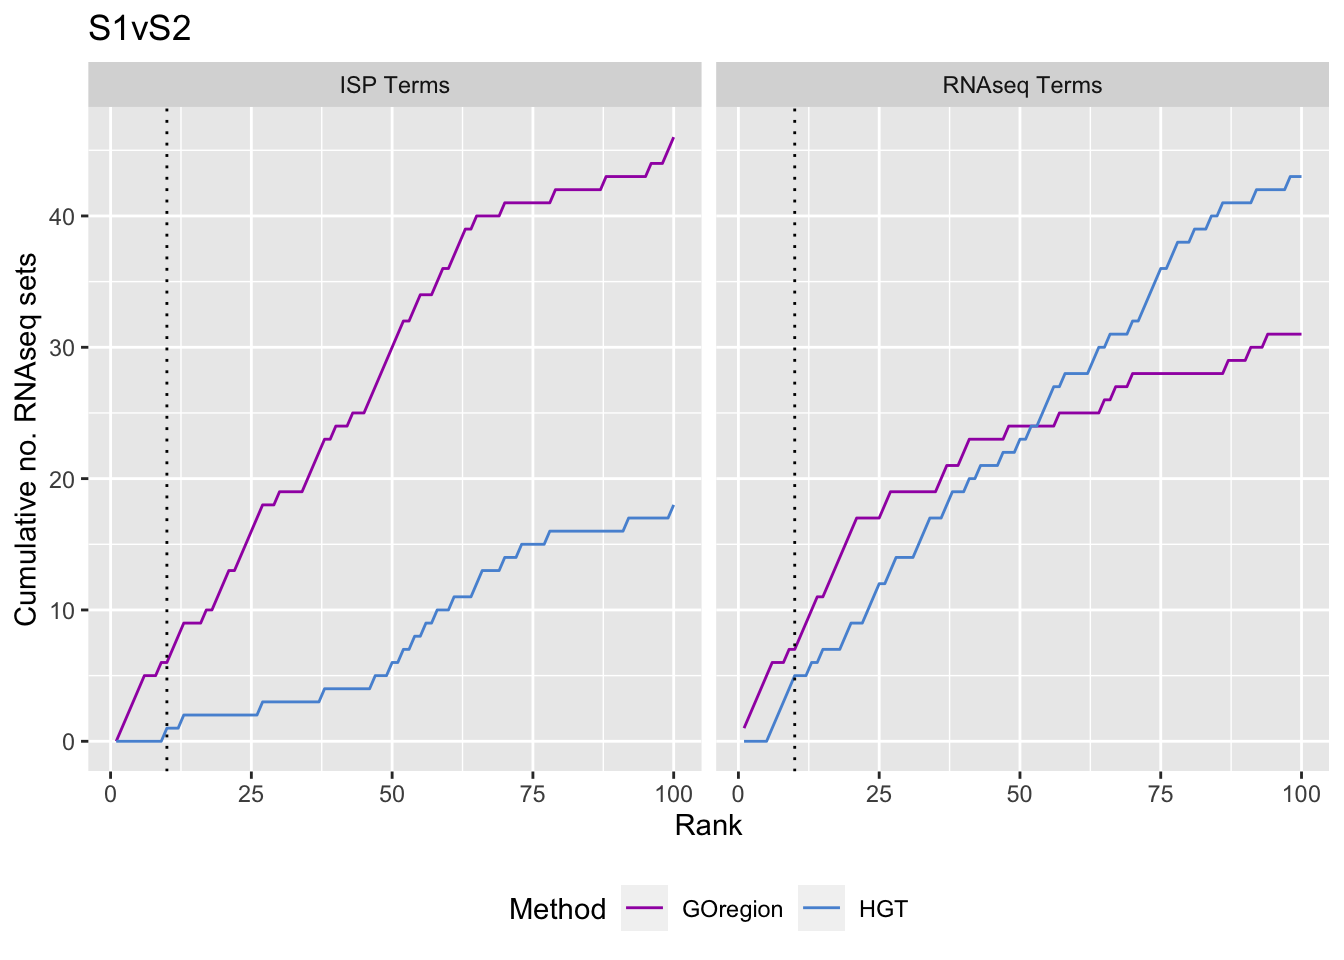 S1vS2
ISP Terms
RNAseq Terms
Cumulative no. RNAseq sets
40
30
20
10
0
0 25 50 75 100
0 25 50 75 100
Rank
Method GOregion HGT